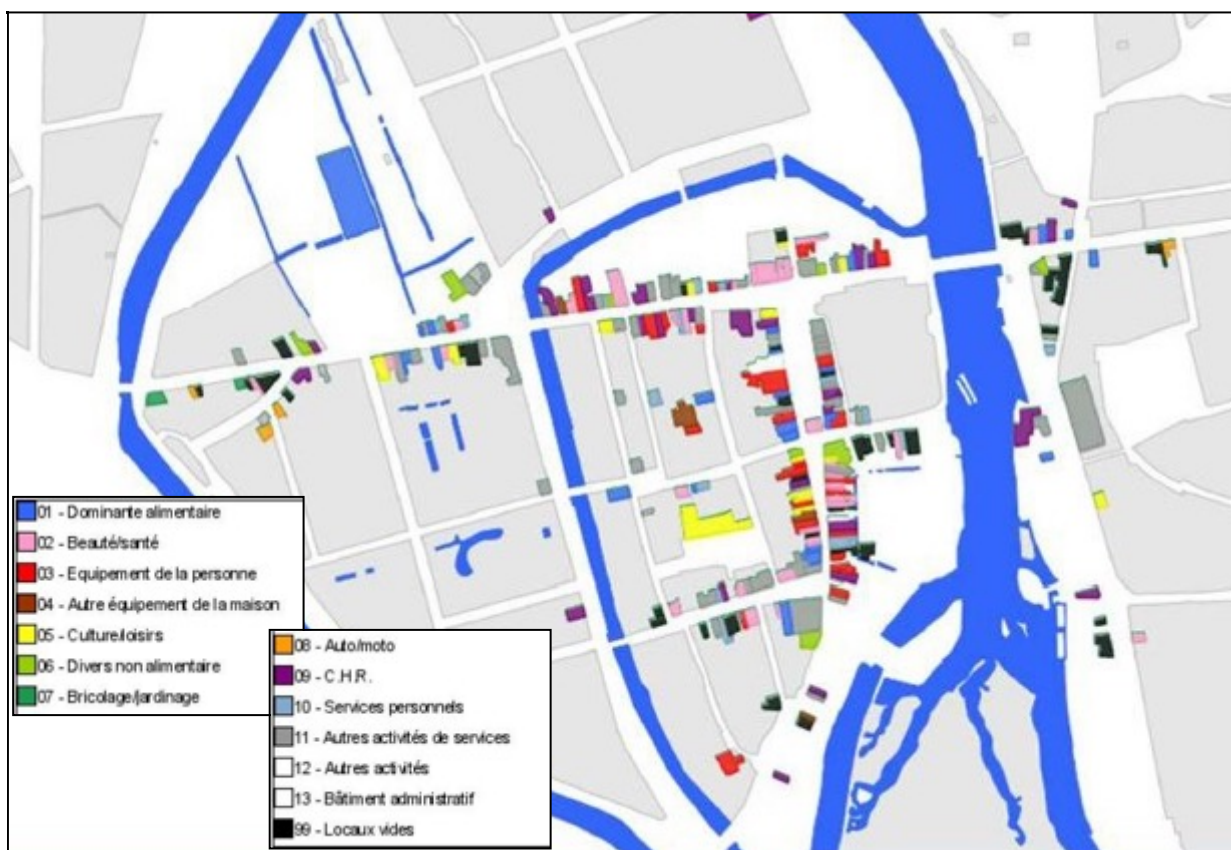 01 - Dominante alimentaire
02 - Beauté/santé
03 - Equipement de la personne
04 - Autre équipement de la maison
05 - Culture/loisirs
06 - Divers non alimentaire
07 - Bricolage/jardinage
08 - Auto/moto
09 - C.H.R.
10 - Services personnels
11 - Autres activités de services
12 - Autres activités
13 - Bâtiment administratif
99 - Locaux vides